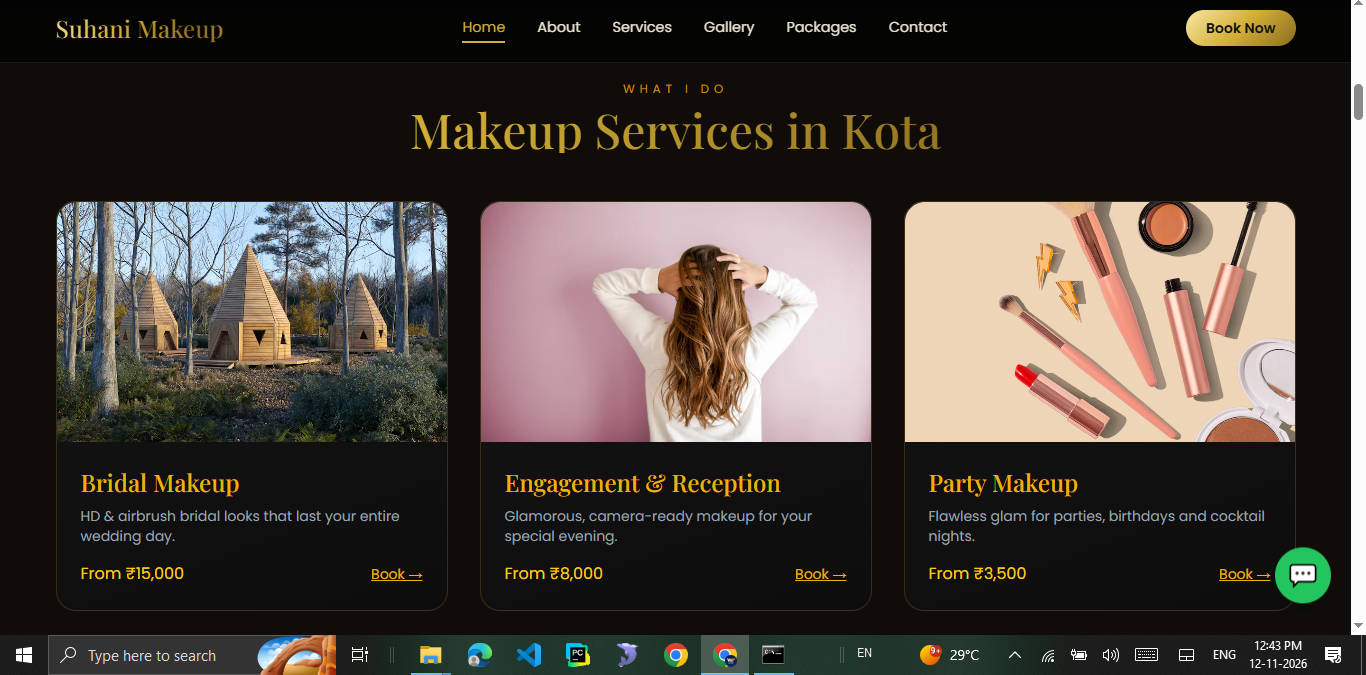 Suhani Makeup
Home
About
Services
Gallery
Packages
Contact
Book Now
WHAT I DO
Makeup Services in Kota
Bridal Makeup
HD & airbrush bridal looks that last your entire
wedding day.
From ₹15,000
Book →
Engagement & Reception
Glamorous, camera-ready makeup for your
special evening.
From ₹8,000
Book →
Party Makeup
Flawless glam for parties, birthdays and cocktail
nights.
From ₹3,500
Book →
Type here to search
PC
EN
9+
29°C
ENG
12:43 PM
12-11-2026